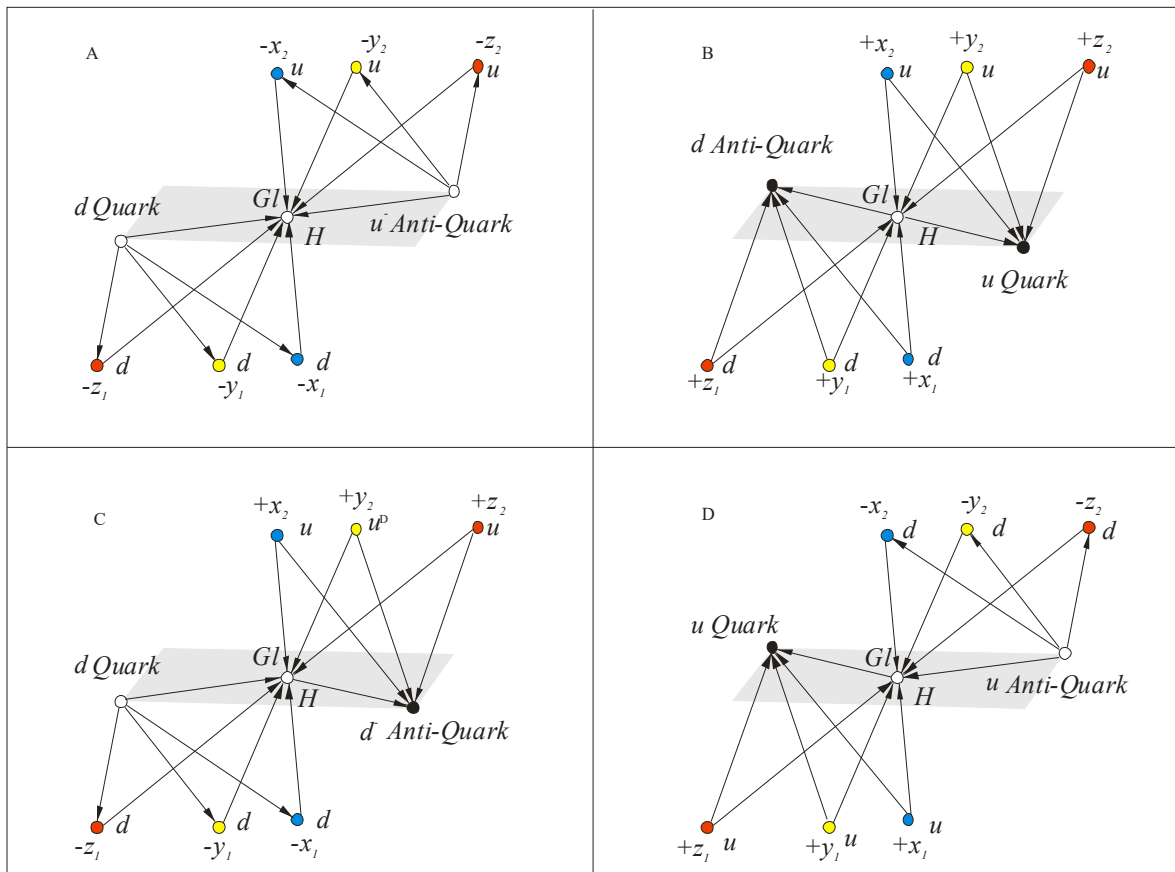 A
-x₂ u
-y₂ u
-z₂ u
d Quark
Gl
H
u⁻ Anti-Quark
-z₁ d
-y₁ d
-x₁ d
B
+x₂ u
+y₂ u
+z₂ u
d Anti-Quark
Gl
H
u Quark
+z₁ d
+y₁ d
+x₁ d
C
+x₂ u
+y₂ uᴰ
+z₂ u
d Quark
Gl
H
d⁻ Anti-Quark
-z₁ d
-y₁ d
-x₁ d
D
-x₂ d
-y₂ d
-z₂ d
u Quark
Gl
H
u Anti-Quark
+z₁ u
+y₁ u
+x₁ u